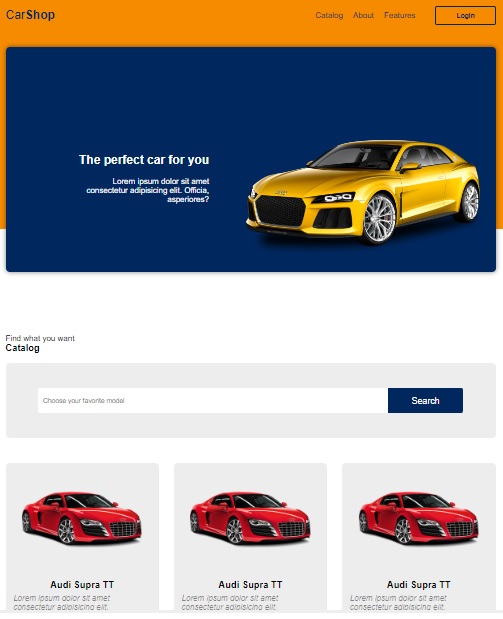 CarShop
Catalog About Features Login
The perfect car for you
Lorem ipsum dolor sit amet
consectetur adipisicing elit. Officia,
asperiores?
Find what you want
Catalog
Choose your favorite model
Search
Audi Supra TT
Lorem ipsum dolor sit amet
consectetur adipisicing elit.
Audi Supra TT
Lorem ipsum dolor sit amet
consectetur adipisicing elit.
Audi Supra TT
Lorem ipsum dolor sit amet
consectetur adipisicing elit.